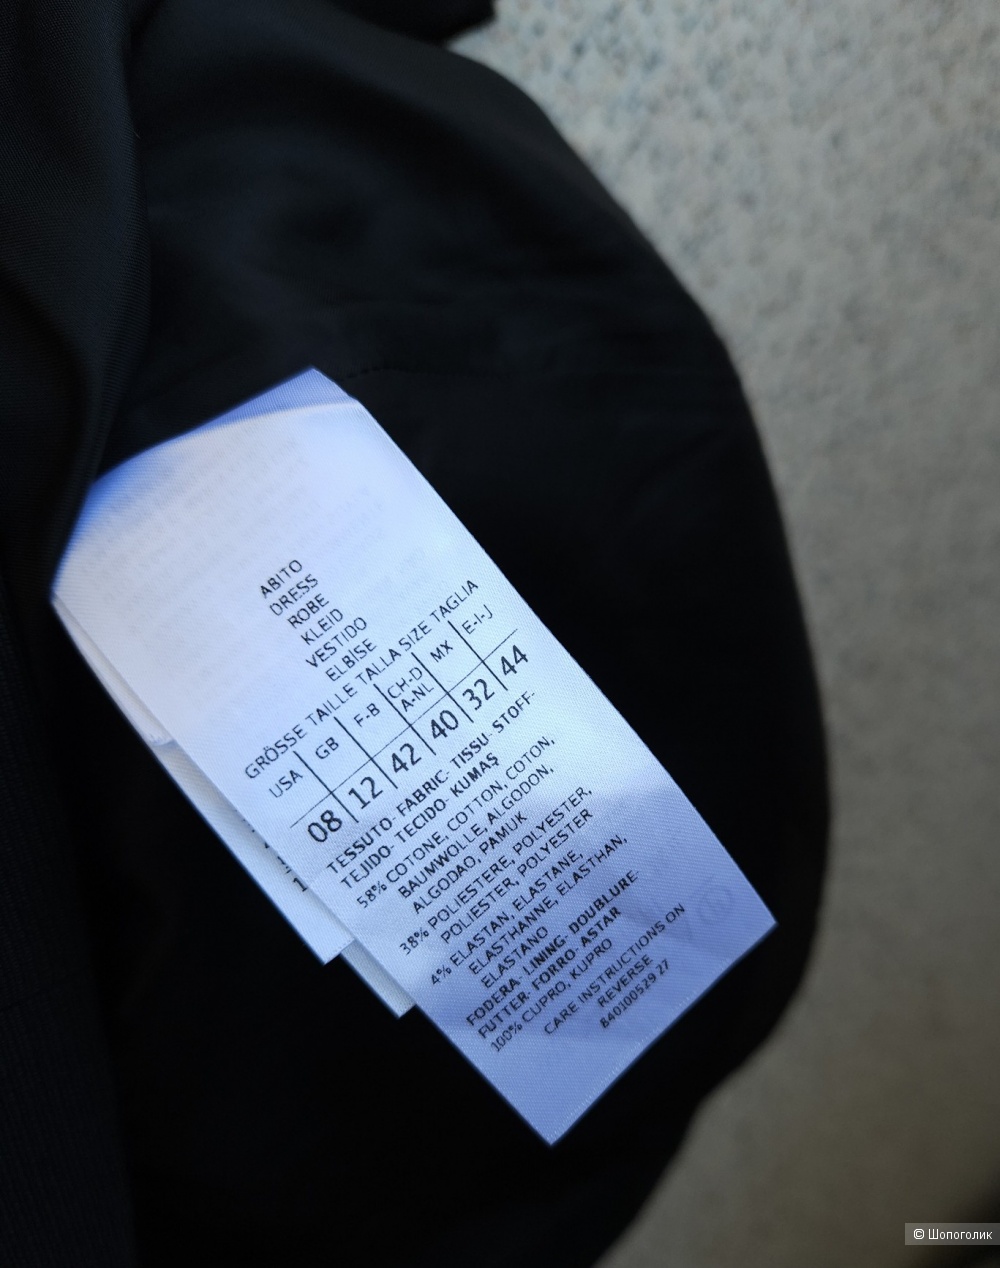 ABITO
DRESS
ROBE
KLEID
VESTIDO
ELBİSE
GRÖSSE TAILLE TALLA SIZE TAGLIA
USA GB F-B CH-D A-NL MX E-I-J
08 12 42 40 32 44
TESSUTO- FABRIC- TISSU- STOFF-
TEJIDO- TECIDO- KUMAŞ
58% COTONE, COTTON, COTON,
BAUMWOLLE, ALGODON,
ALGODAO, PAMUK
38% POLIESTERE, POLYESTER,
POLIESTER, POLYESTER
4% ELASTAN, ELASTANE,
ELASTHANNE, ELASTHAN,
ELASTANO
FODERA- LINING- DOUBLURE-
FUTTER- FORRO- ASTAR
100% CUPRO, KUPRO
CARE INSTRUCTIONS ON
REVERSE
840100529 27
© Шопоголик